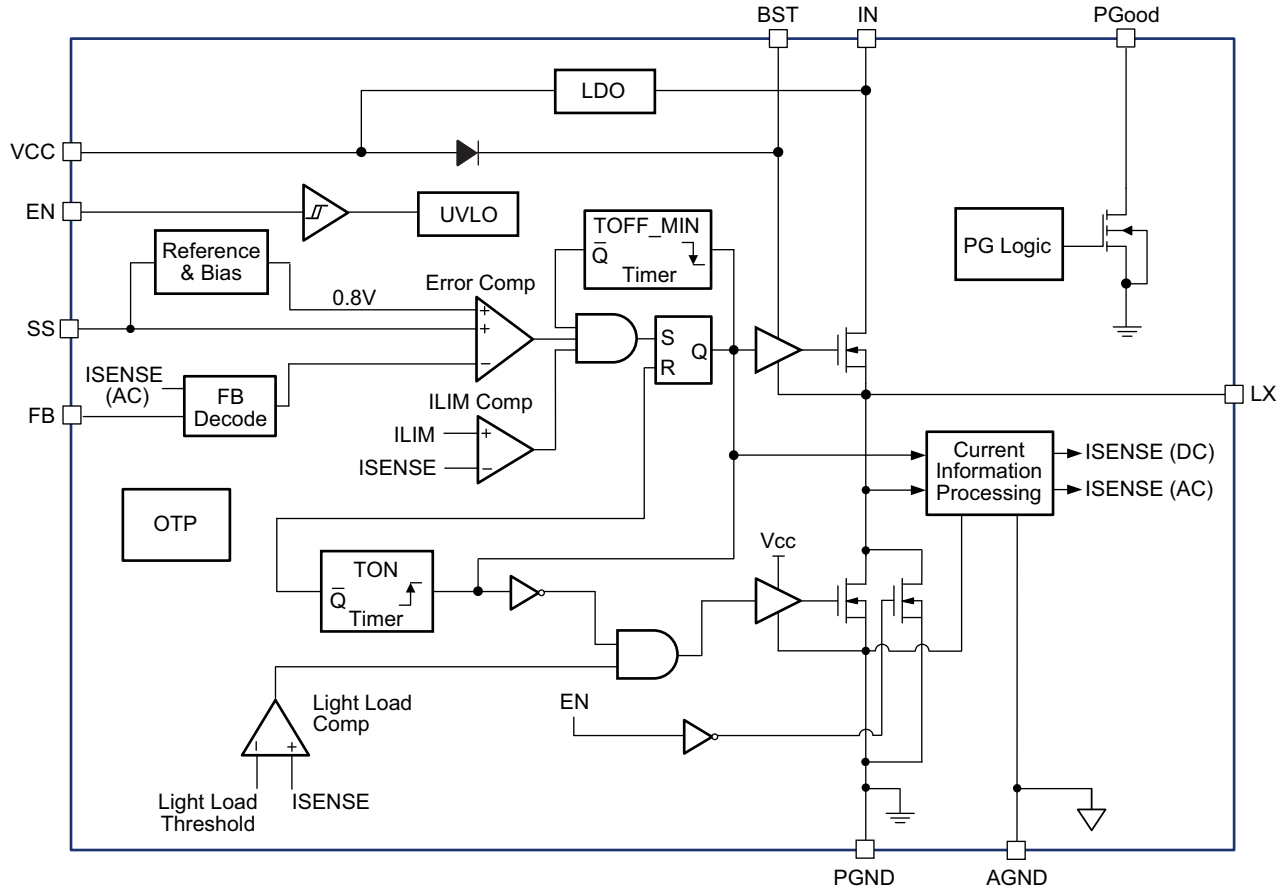 BST
IN
PGood
LDO
VCC
EN
UVLO
TOFF_MIN
Q̅
Timer
PG Logic
Reference
& Bias
Error Comp
0.8V
+
+
–
SS
S
R
Q
ISENSE
(AC)
FB
Decode
FB
LX
ILIM Comp
ILIM
+
ISENSE
–
Current
Information
Processing
ISENSE (DC)
ISENSE (AC)
OTP
Vcc
TON
Q̅
Timer
EN
Light Load
Comp
–
+
Light Load
Threshold
ISENSE
PGND
AGND